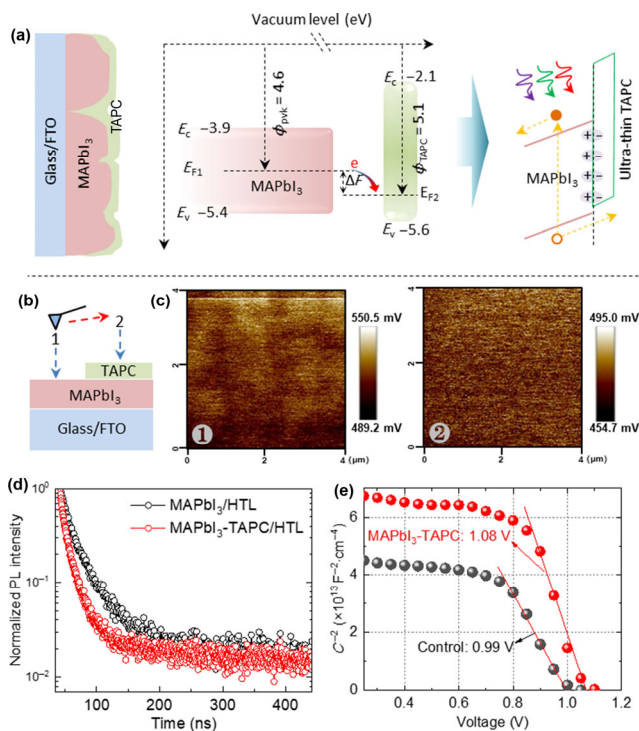 (a)
Vacuum level (eV)
Glass/FTO
MAPbI₃
TAPC
ϕpvk = 4.6
Ec −3.9
EF1
Ev −5.4
MAPbI₃
e
ΔF
Ec −2.1
ϕTAPC = 5.1
EF2
Ev −5.6
MAPbI₃
Ultra-thin TAPC
+ −
+ −
+ −
+ −
(b)
1
2
TAPC
MAPbI₃
Glass/FTO
(c)
4
2
0
0 2 4 (μm)
1
550.5 mV
489.2 mV
4
2
0
0 2 4 (μm)
2
495.0 mV
454.7 mV
(d)
Normalized PL intensity
10⁰
10⁻¹
10⁻²
MAPbI₃/HTL
MAPbI₃-TAPC/HTL
100 200 300 400
Time (ns)
(e)
C⁻² (×10¹³ F⁻².cm⁻⁴)
6
4
2
0
MAPbI₃-TAPC: 1.08 V
Control: 0.99 V
0.4 0.6 0.8 1.0 1.2
Voltage (V)